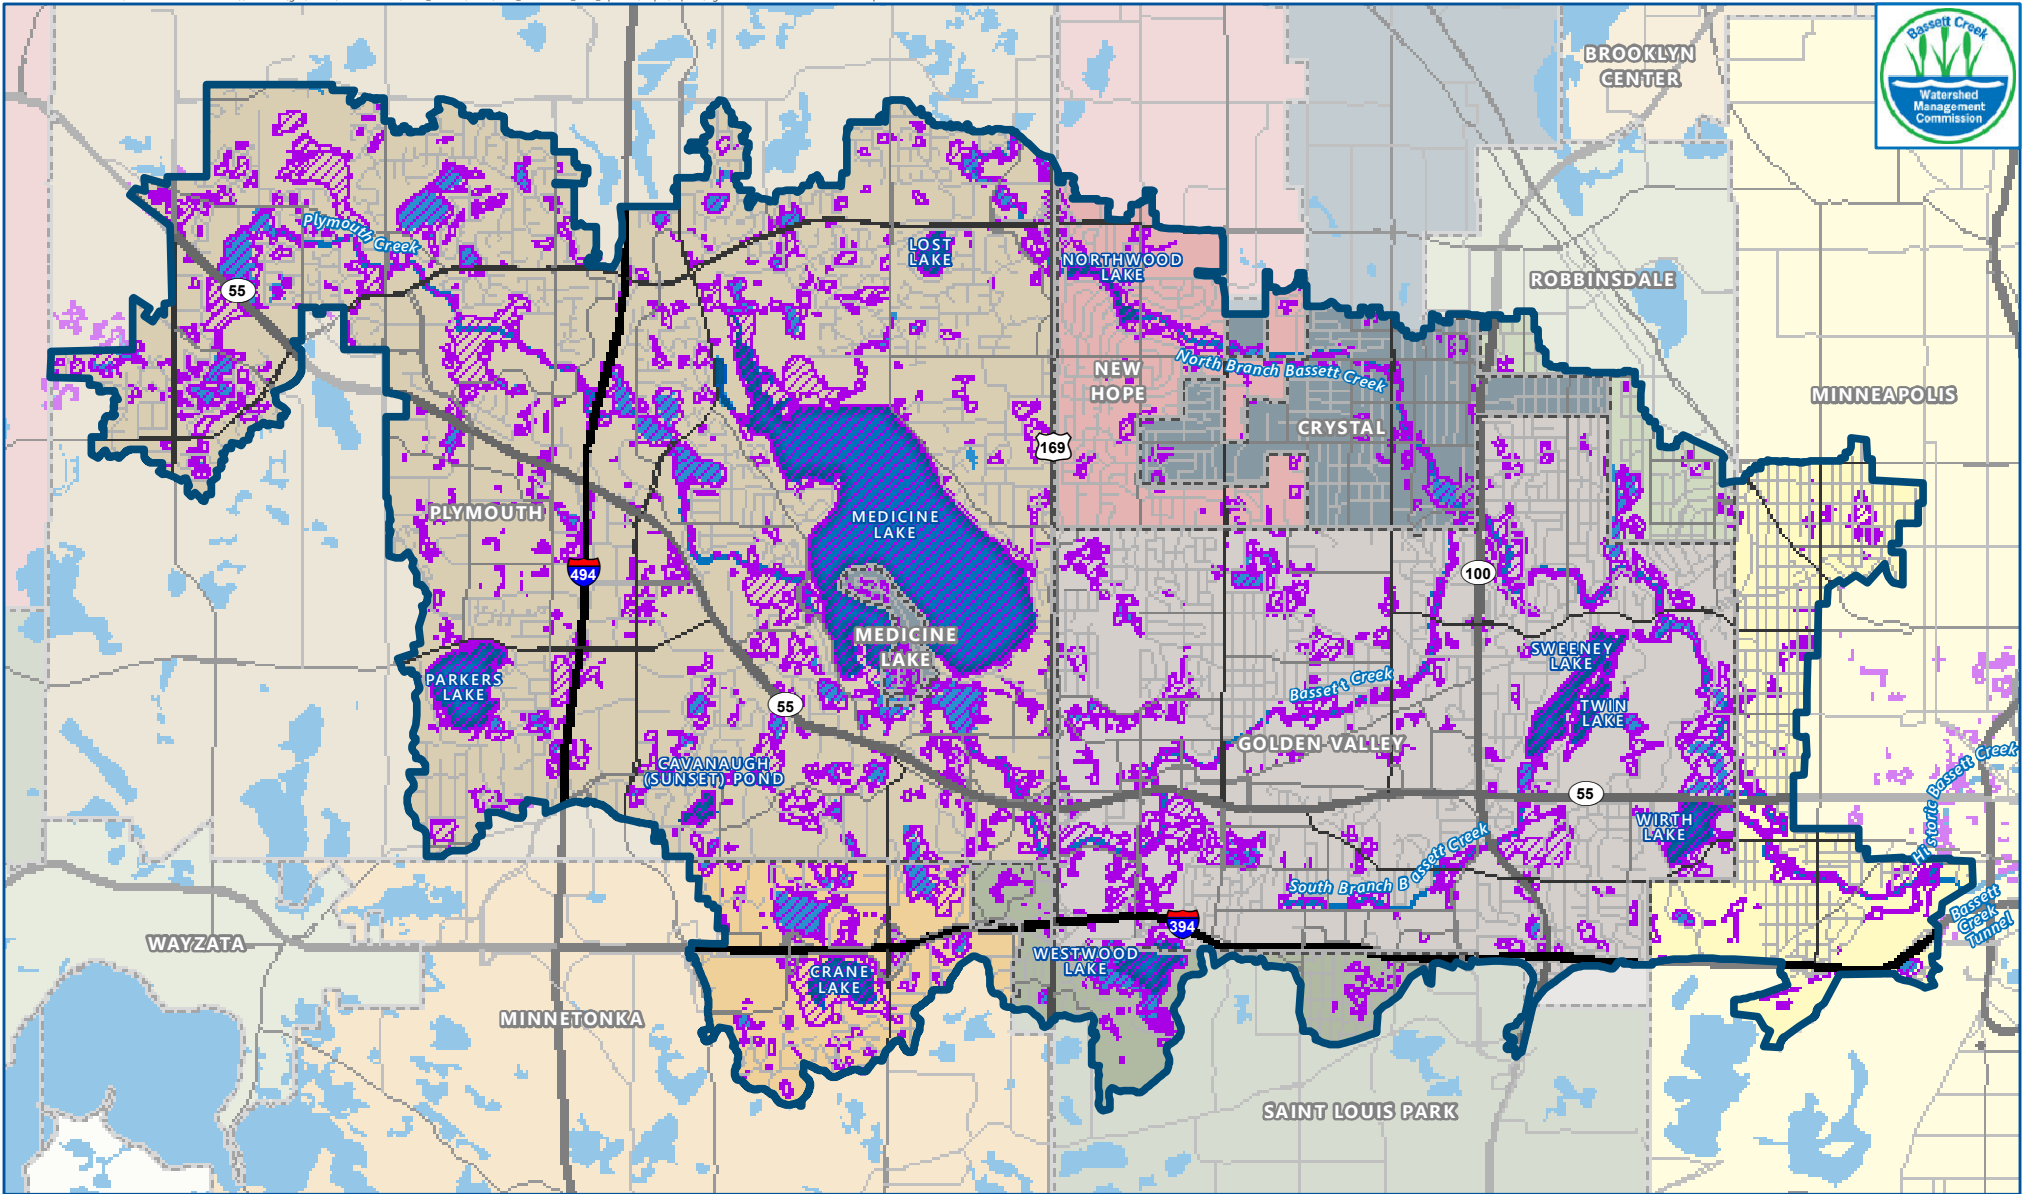 Bassett Creek
Watershed
Management
Commission
BROOKLYN
CENTER
Plymouth Creek
LOST
LAKE
NORTHWOOD
LAKE
ROBBINSDALE
55
North Branch Bassett Creek
NEW
HOPE
MINNEAPOLIS
CRYSTAL
169
PLYMOUTH
MEDICINE
LAKE
494
100
MEDICINE
LAKE
SWEENEY
LAKE
PARKERS
LAKE
Bassett Creek
55
TWIN
LAKE
GOLDEN VALLEY
CAVANAUGH
(SUNSET) POND
55
Historic Bassett Creek
WIRTH
LAKE
South Branch Bassett Creek
Bassett
Creek
Tunnel
394
WAYZATA
WESTWOOD
LAKE
CRANE
LAKE
MINNETONKA
SAINT LOUIS PARK